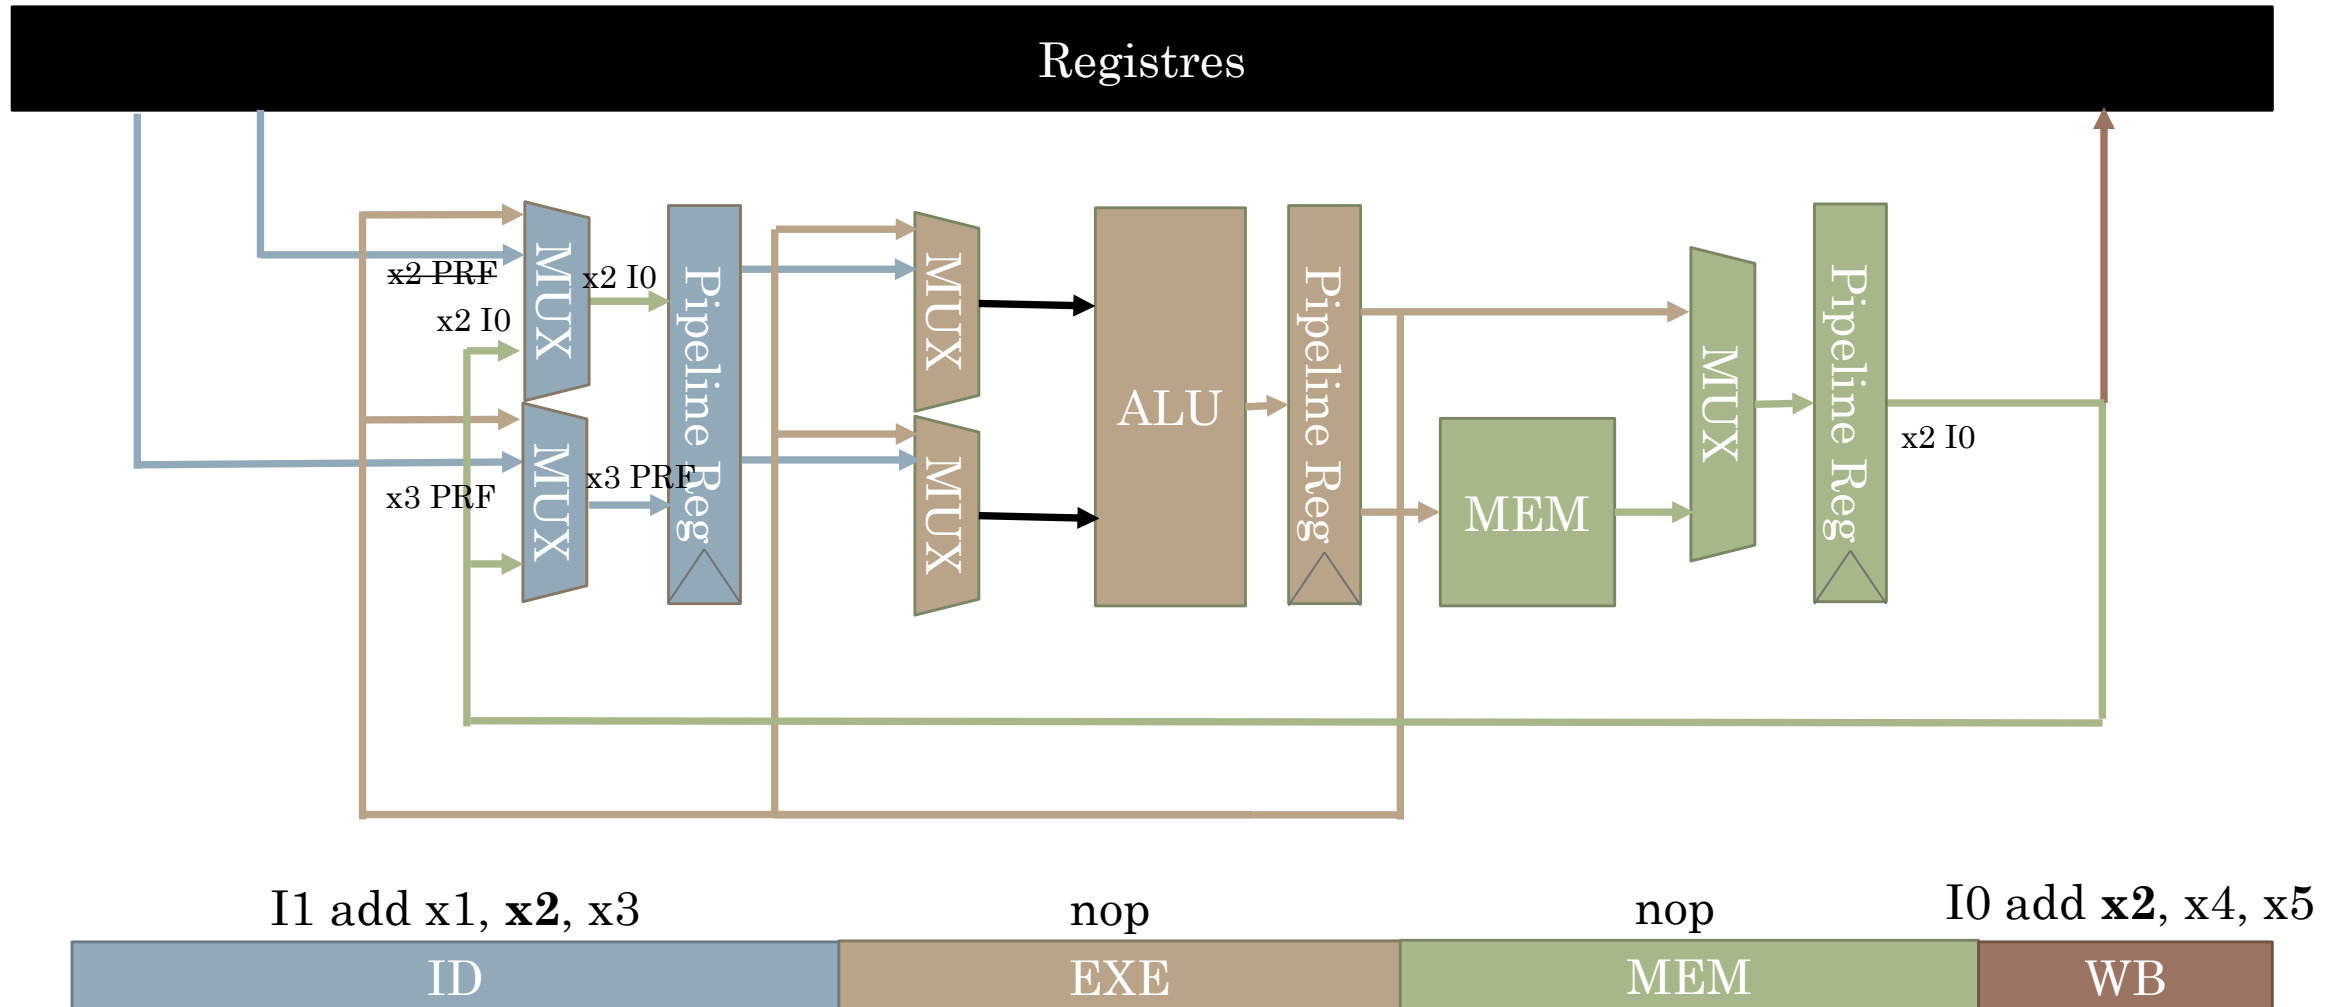 Registres
x2 PRF
x2 I0
x2 I0
x3 PRF
x3 PRF
MUX
MUX
Pipeline Reg
MUX
MUX
ALU
Pipeline Reg
MEM
MUX
Pipeline Reg
x2 I0
I1 add x1, x2, x3
nop
nop
I0 add x2, x4, x5
ID
EXE
MEM
WB